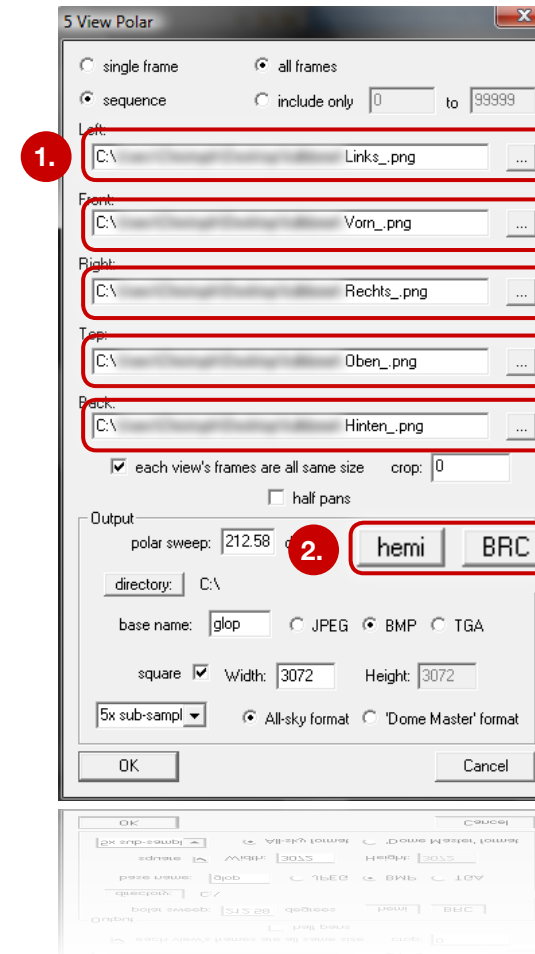 5 View Polar
single frame all frames
sequence include only 0 to 99999
Left:
1. C:\ Links_.png ...
Front:
C:\ Vorn_.png ...
Right:
C:\ Rechts_.png ...
Top:
C:\ Oben_.png ...
Back:
C:\ Hinten_.png ...
each view's frames are all same size crop: 0
half pans
Output
polar sweep: 212.58 2. hemi BRC
directory: C:\
base name: glop JPEG BMP TGA
square Width: 3072 Height: 3072
5x sub-sampl All-sky format 'Dome Master' format
OK Cancel